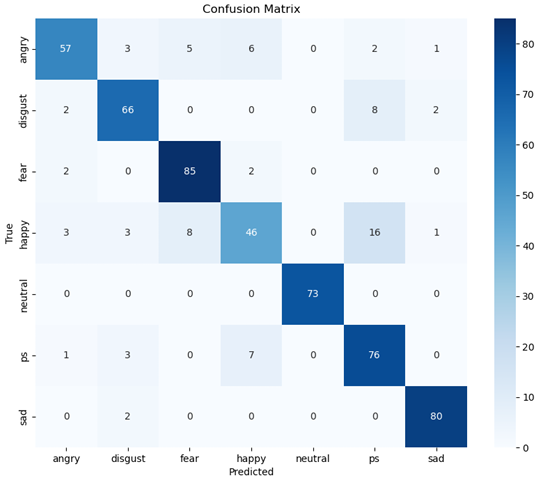 Confusion Matrix
angry 57 3 5 6 0 2 1
disgust 2 66 0 0 0 8 2
fear 2 0 85 2 0 0 0
happy 3 3 8 46 0 16 1
neutral 0 0 0 0 73 0 0
ps 1 3 0 7 0 76 0
sad 0 2 0 0 0 0 80
True
angry disgust fear happy neutral ps sad
Predicted
80
70
60
50
40
30
20
10
0